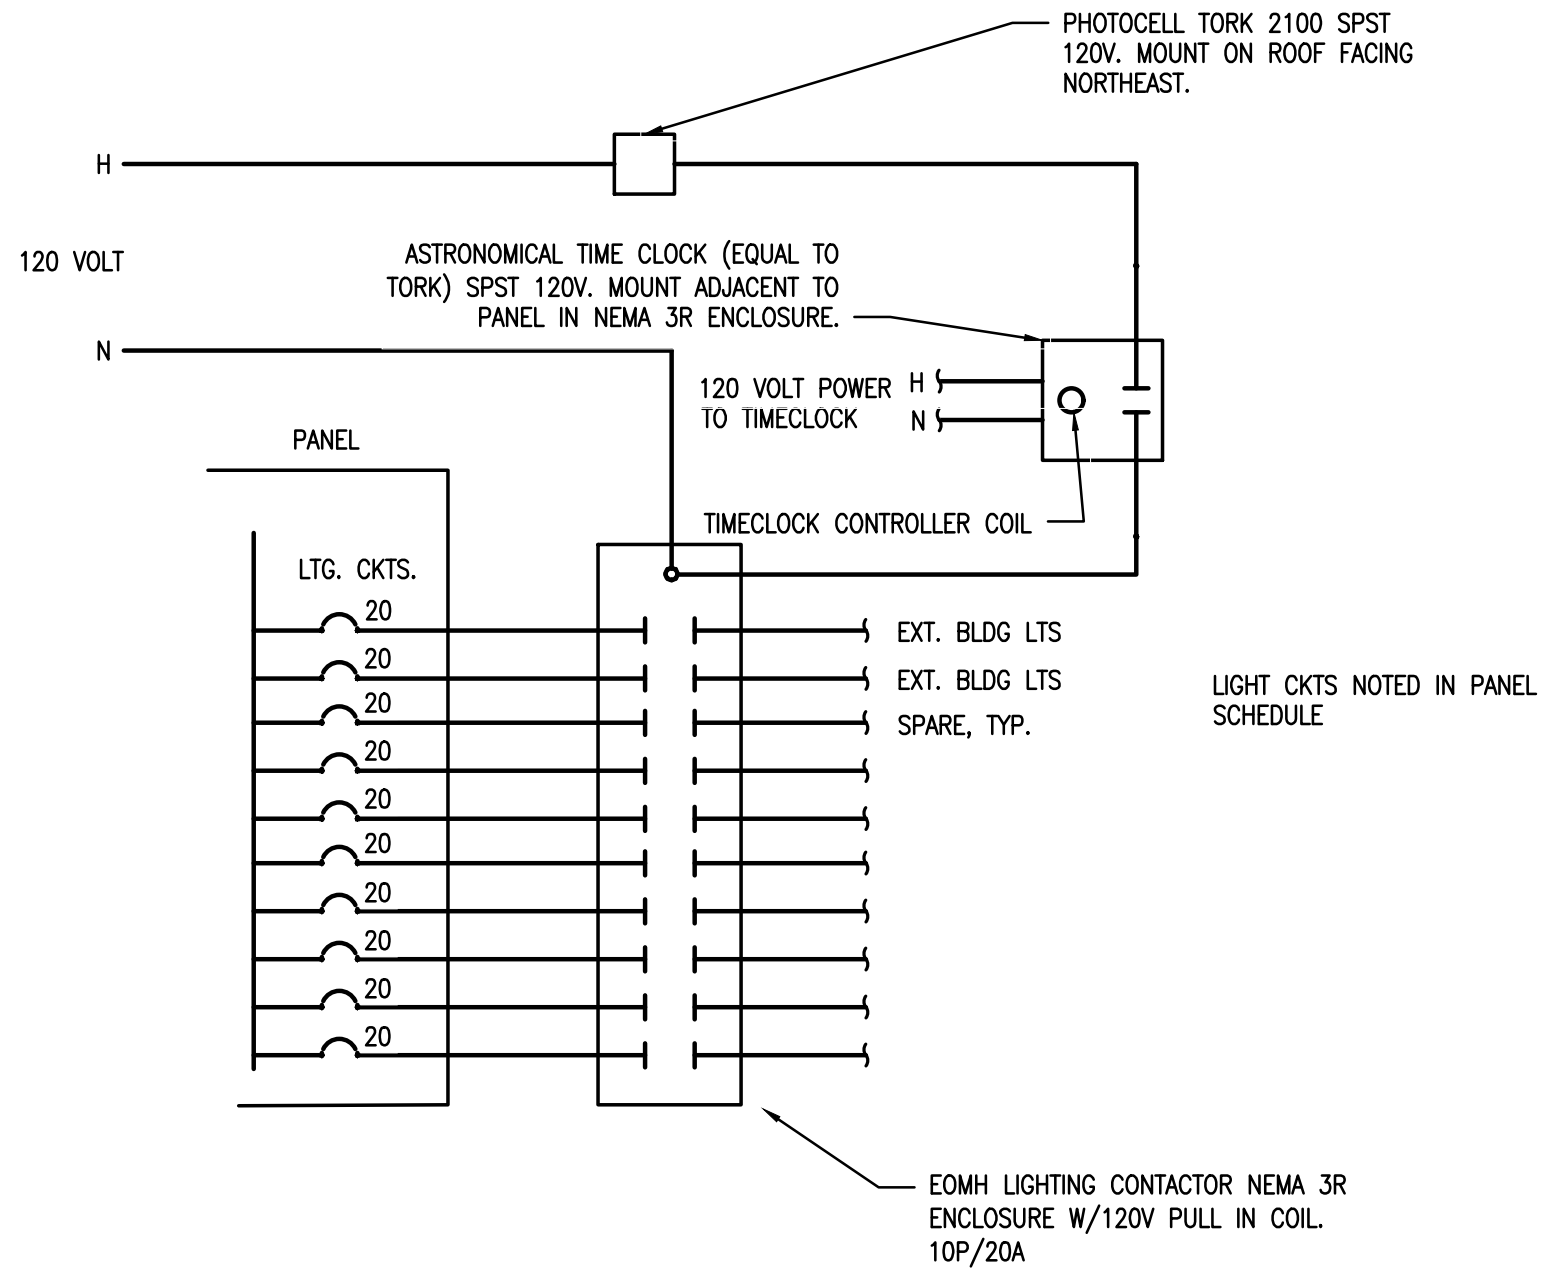 PHOTOCELL TORK 2100 SPST
120V. MOUNT ON ROOF FACING
NORTHEAST.
H
120 VOLT
ASTRONOMICAL TIME CLOCK (EQUAL TO
TORK) SPST 120V. MOUNT ADJACENT TO
PANEL IN NEMA 3R ENCLOSURE.
N
120 VOLT POWER
TO TIMECLOCK
H
N
PANEL
TIMECLOCK CONTROLLER COIL
LTG. CKTS.
20
20
20
20
20
20
20
20
20
20
EXT. BLDG LTS
EXT. BLDG LTS
SPARE, TYP.
LIGHT CKTS NOTED IN PANEL
SCHEDULE
EOMH LIGHTING CONTACTOR NEMA 3R
ENCLOSURE W/120V PULL IN COIL.
10P/20A